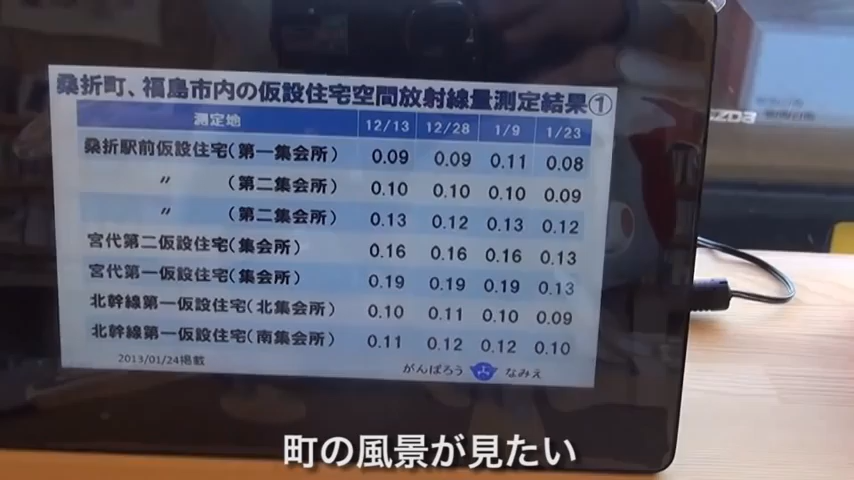 桑折町、福島市内の仮設住宅空間放射線量測定結果①
測定地 12/13 12/28 1/9 1/23
桑折駅前仮設住宅(第一集会所) 0.09 0.09 0.11 0.08
〃 (第二集会所) 0.10 0.10 0.10 0.09
〃 (第二集会所) 0.13 0.12 0.13 0.12
宮代第二仮設住宅(集会所) 0.16 0.16 0.16 0.13
宮代第一仮設住宅(集会所) 0.19 0.19 0.19 0.13
北幹線第一仮設住宅(北集会所) 0.10 0.11 0.10 0.09
北幹線第一仮設住宅(南集会所) 0.11 0.12 0.12 0.10
2013/01/24掲載
がんばろう なみえ
町の風景が見たい